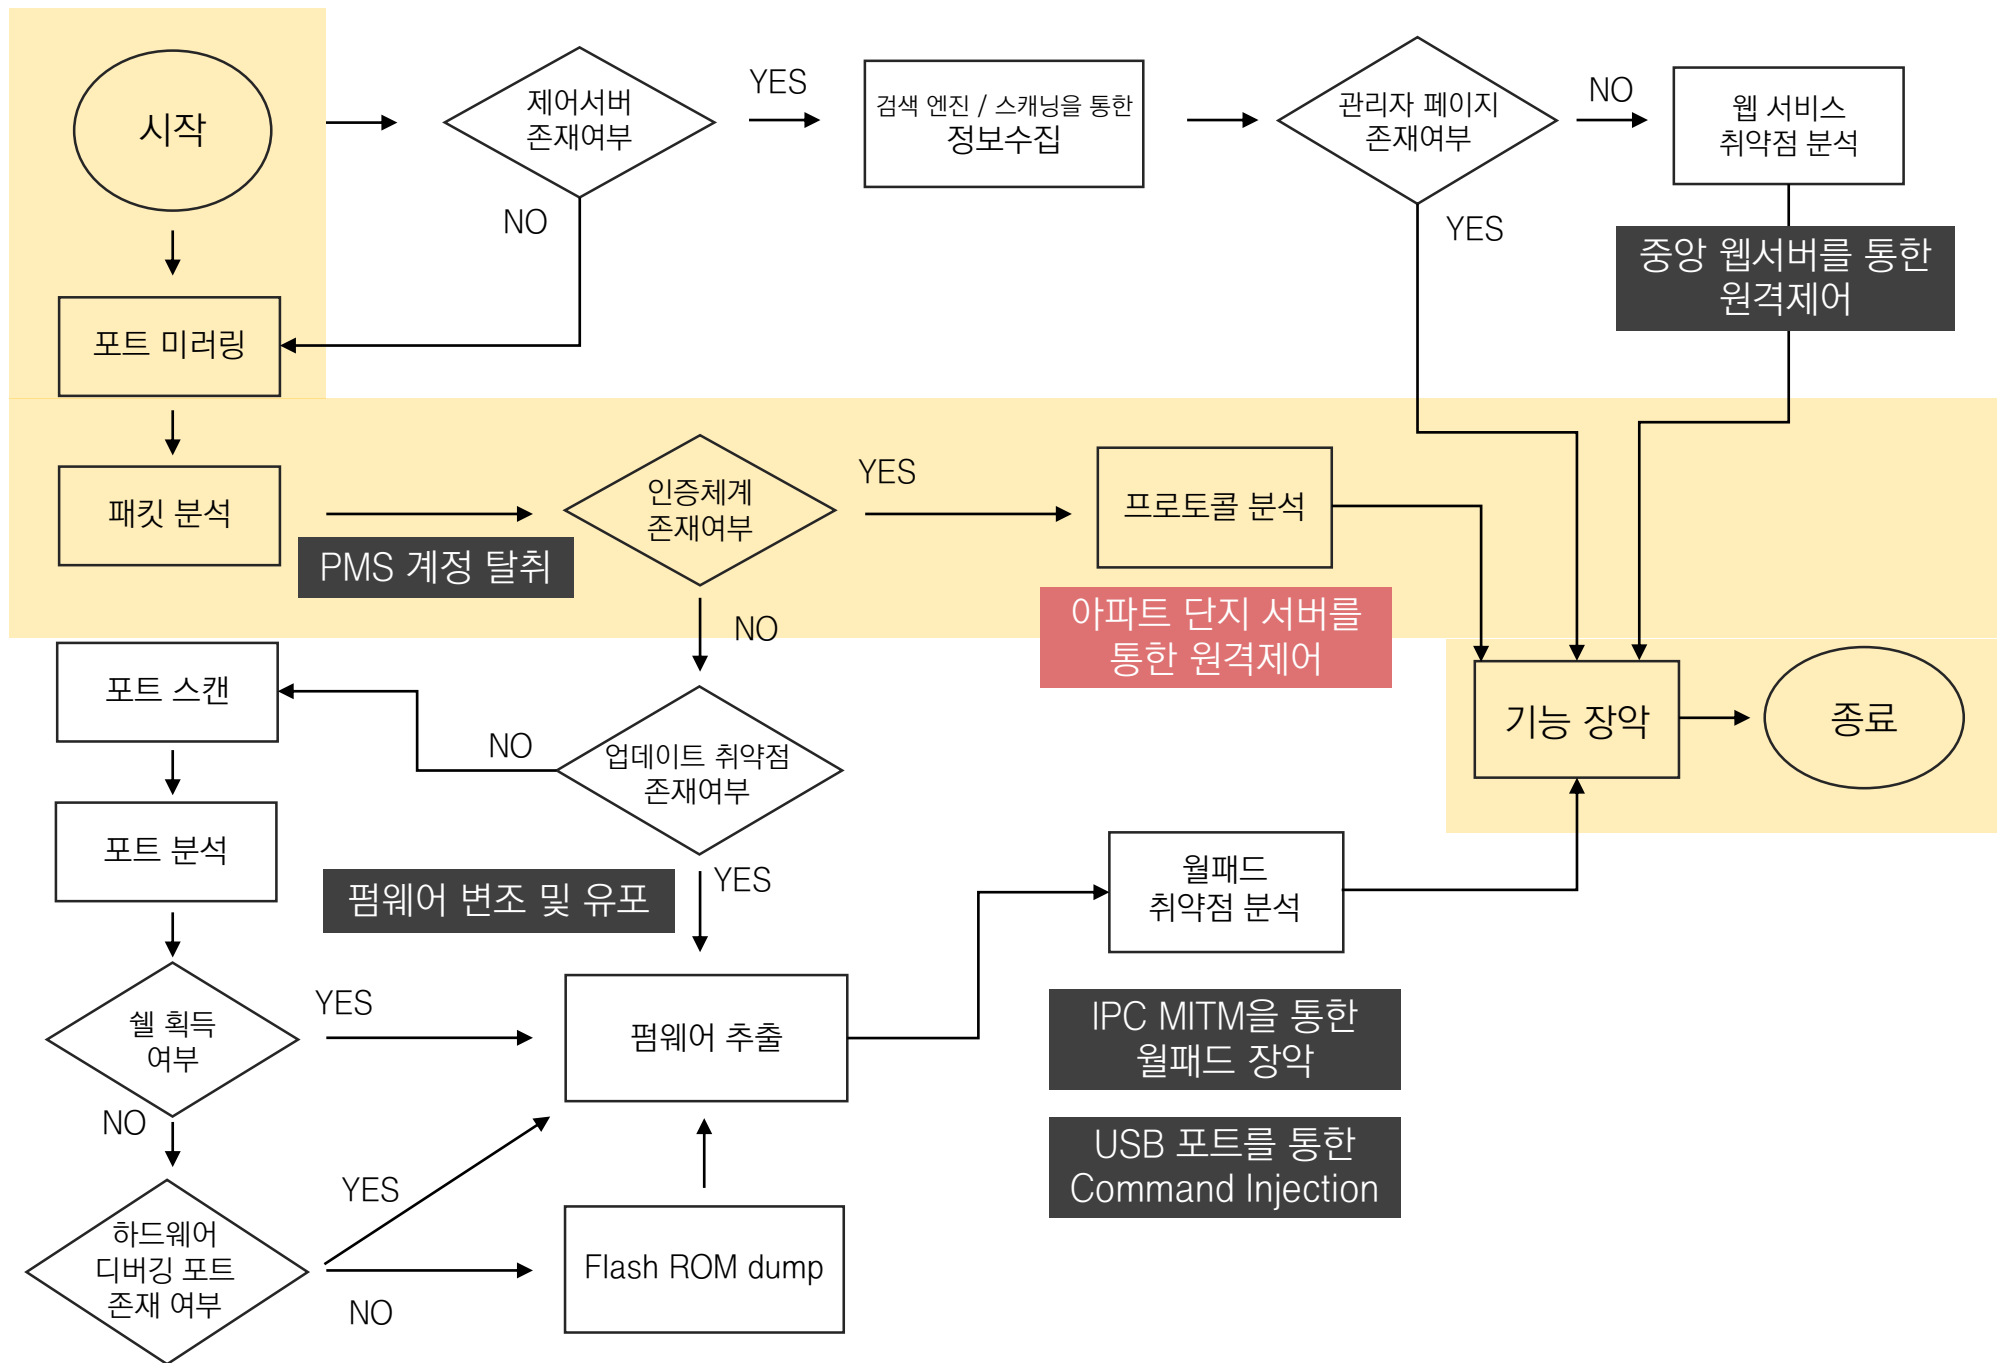 시작
제어서버
존재여부
YES
NO
검색 엔진 / 스캐닝을 통한
정보수집
관리자 페이지
존재여부
NO
YES
웹 서비스
취약점 분석
중앙 웹서버를 통한
원격제어
포트 미러링
패킷 분석
PMS 계정 탈취
인증체계
존재여부
YES
NO
프로토콜 분석
아파트 단지 서버를
통한 원격제어
기능 장악
종료
포트 스캔
NO
업데이트 취약점
존재여부
YES
포트 분석
펌웨어 변조 및 유포
월패드
취약점 분석
쉘 획득
여부
YES
NO
펌웨어 추출
IPC MITM을 통한
월패드 장악
USB 포트를 통한
Command Injection
하드웨어
디버깅 포트
존재 여부
YES
NO
Flash ROM dump